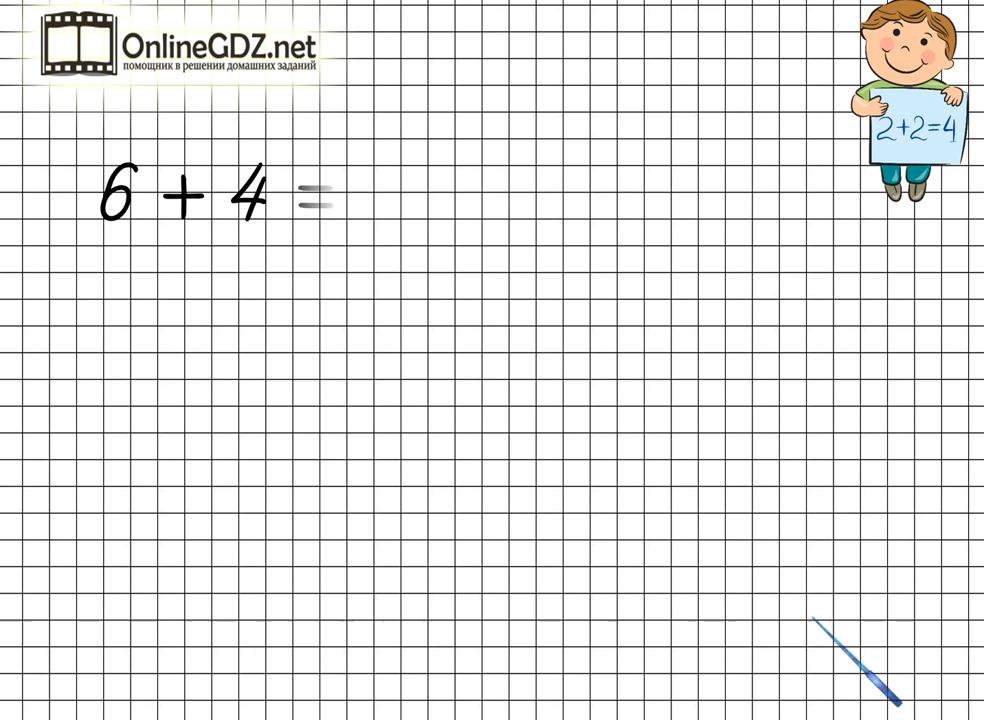 OnlineGDZ.net
помощник в решении домашних заданий
2+2=4
6 + 4 =